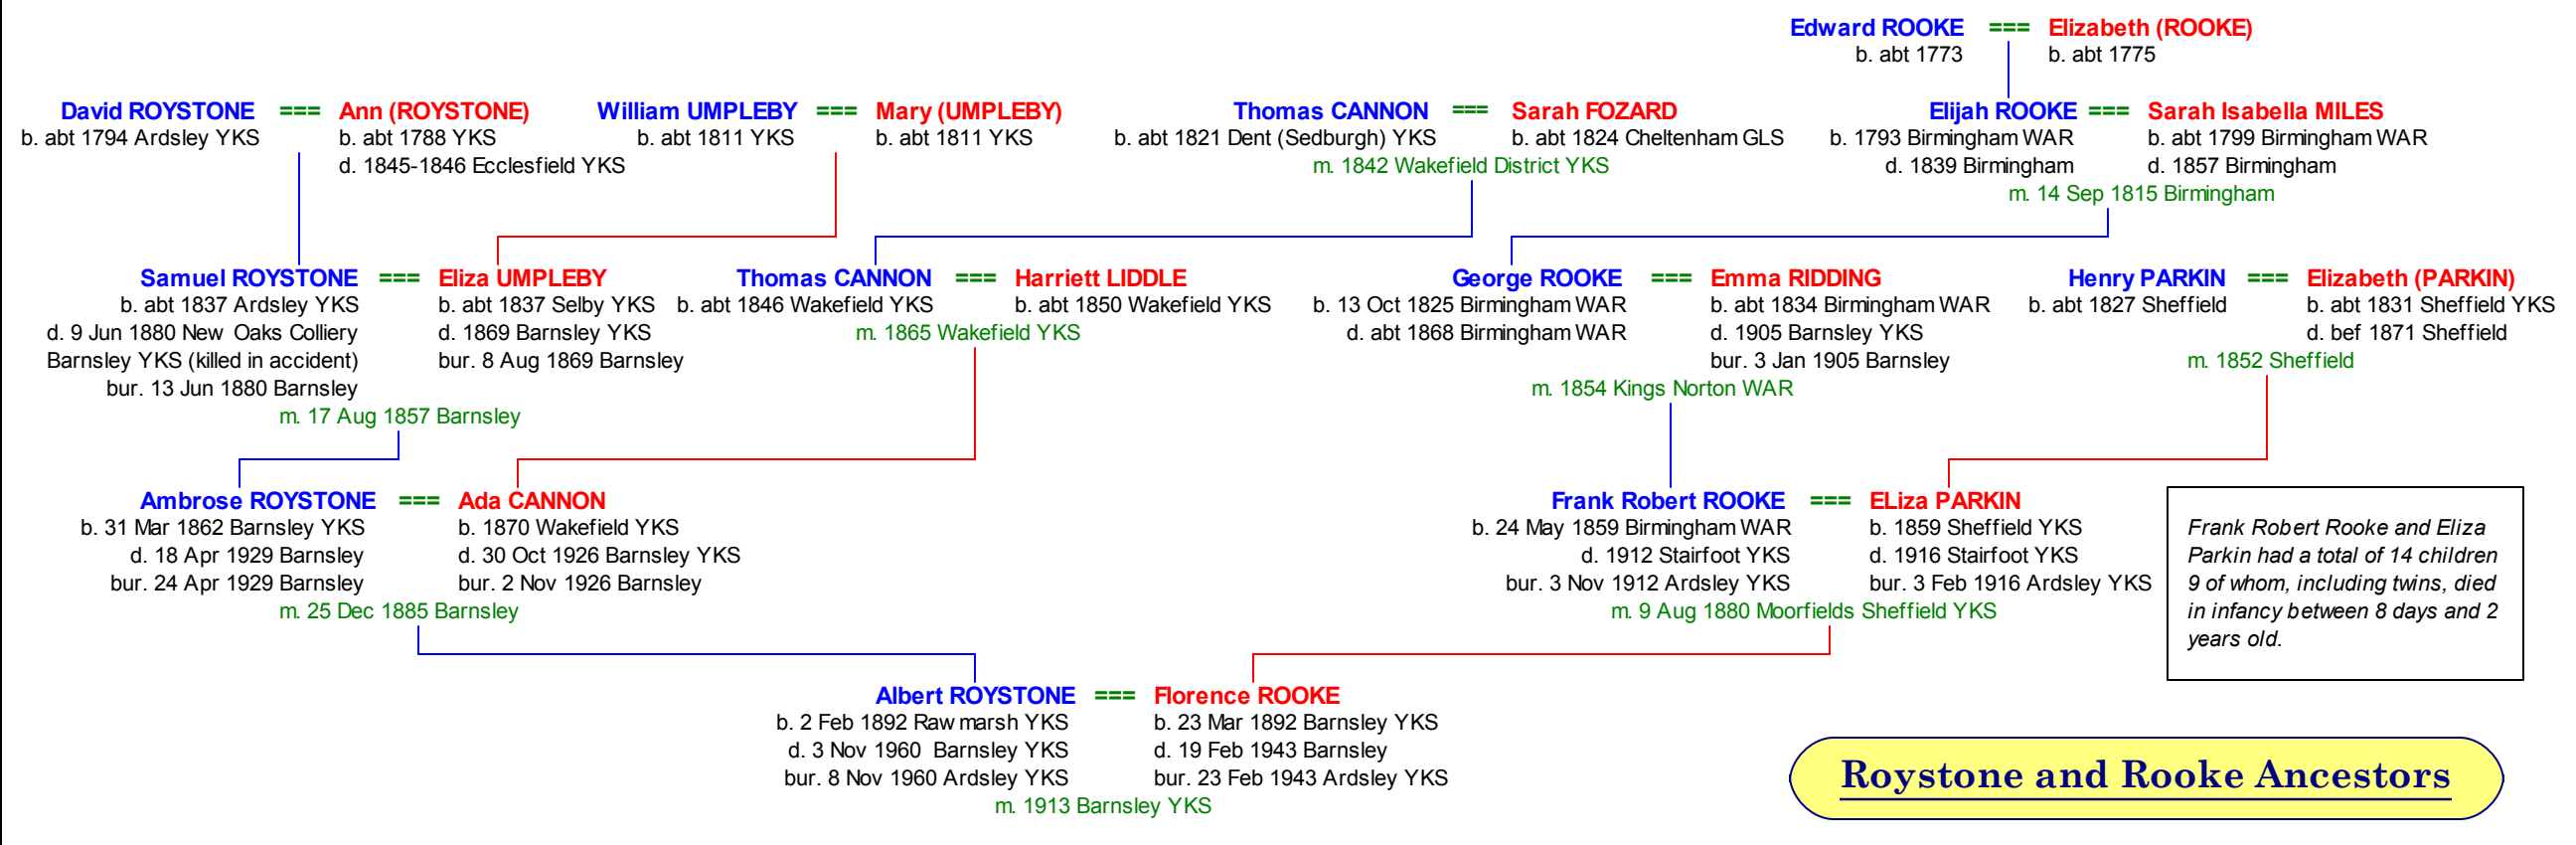 Edward ROOKE === Elizabeth (ROOKE)
b. abt 1773 b. abt 1775
David ROYSTONE === Ann (ROYSTONE) William UMPLEBY === Mary (UMPLEBY) Thomas CANNON === Sarah FOZARD Elijah ROOKE === Sarah Isabella MILES
b. abt 1794 Ardsley YKS b. abt 1788 YKS b. abt 1811 YKS b. abt 1811 YKS b. abt 1821 Dent (Sedburgh) YKS b. abt 1824 Cheltenham GLS b. 1793 Birmingham WAR b. abt 1799 Birmingham WAR
d. 1845-1846 Ecclesfield YKS m. 1842 Wakefield District YKS d. 1839 Birmingham d. 1857 Birmingham
m. 14 Sep 1815 Birmingham
Samuel ROYSTONE === Eliza UMPLEBY Thomas CANNON === Harriett LIDDLE George ROOKE === Emma RIDDING Henry PARKIN === Elizabeth (PARKIN)
b. abt 1837 Ardsley YKS b. abt 1837 Selby YKS b. abt 1846 Wakefield YKS b. abt 1850 Wakefield YKS b. 13 Oct 1825 Birmingham WAR b. abt 1834 Birmingham WAR b. abt 1827 Sheffield b. abt 1831 Sheffield YKS
d. 9 Jun 1880 New Oaks Colliery d. 1869 Barnsley YKS m. 1865 Wakefield YKS d. abt 1868 Birmingham WAR d. 1905 Barnsley YKS d. bef 1871 Sheffield
Barnsley YKS (killed in accident) bur. 8 Aug 1869 Barnsley bur. 3 Jan 1905 Barnsley m. 1852 Sheffield
bur. 13 Jun 1880 Barnsley m. 1854 Kings Norton WAR
m. 17 Aug 1857 Barnsley
Ambrose ROYSTONE === Ada CANNON Frank Robert ROOKE === ELiza PARKIN
b. 31 Mar 1862 Barnsley YKS b. 1870 Wakefield YKS b. 24 May 1859 Birmingham WAR b. 1859 Sheffield YKS
d. 18 Apr 1929 Barnsley d. 30 Oct 1926 Barnsley YKS d. 1912 Stairfoot YKS d. 1916 Stairfoot YKS
bur. 24 Apr 1929 Barnsley bur. 2 Nov 1926 Barnsley bur. 3 Nov 1912 Ardsley YKS bur. 3 Feb 1916 Ardsley YKS
m. 25 Dec 1885 Barnsley m. 9 Aug 1880 Moorfields Sheffield YKS
Frank Robert Rooke and Eliza
Parkin had a total of 14 children
9 of whom, including twins, died
in infancy between 8 days and 2
years old.
Albert ROYSTONE === Florence ROOKE
b. 2 Feb 1892 Rawmarsh YKS b. 23 Mar 1892 Barnsley YKS
d. 3 Nov 1960 Barnsley YKS d. 19 Feb 1943 Barnsley
bur. 8 Nov 1960 Ardsley YKS bur. 23 Feb 1943 Ardsley YKS
m. 1913 Barnsley YKS
Roystone and Rooke Ancestors